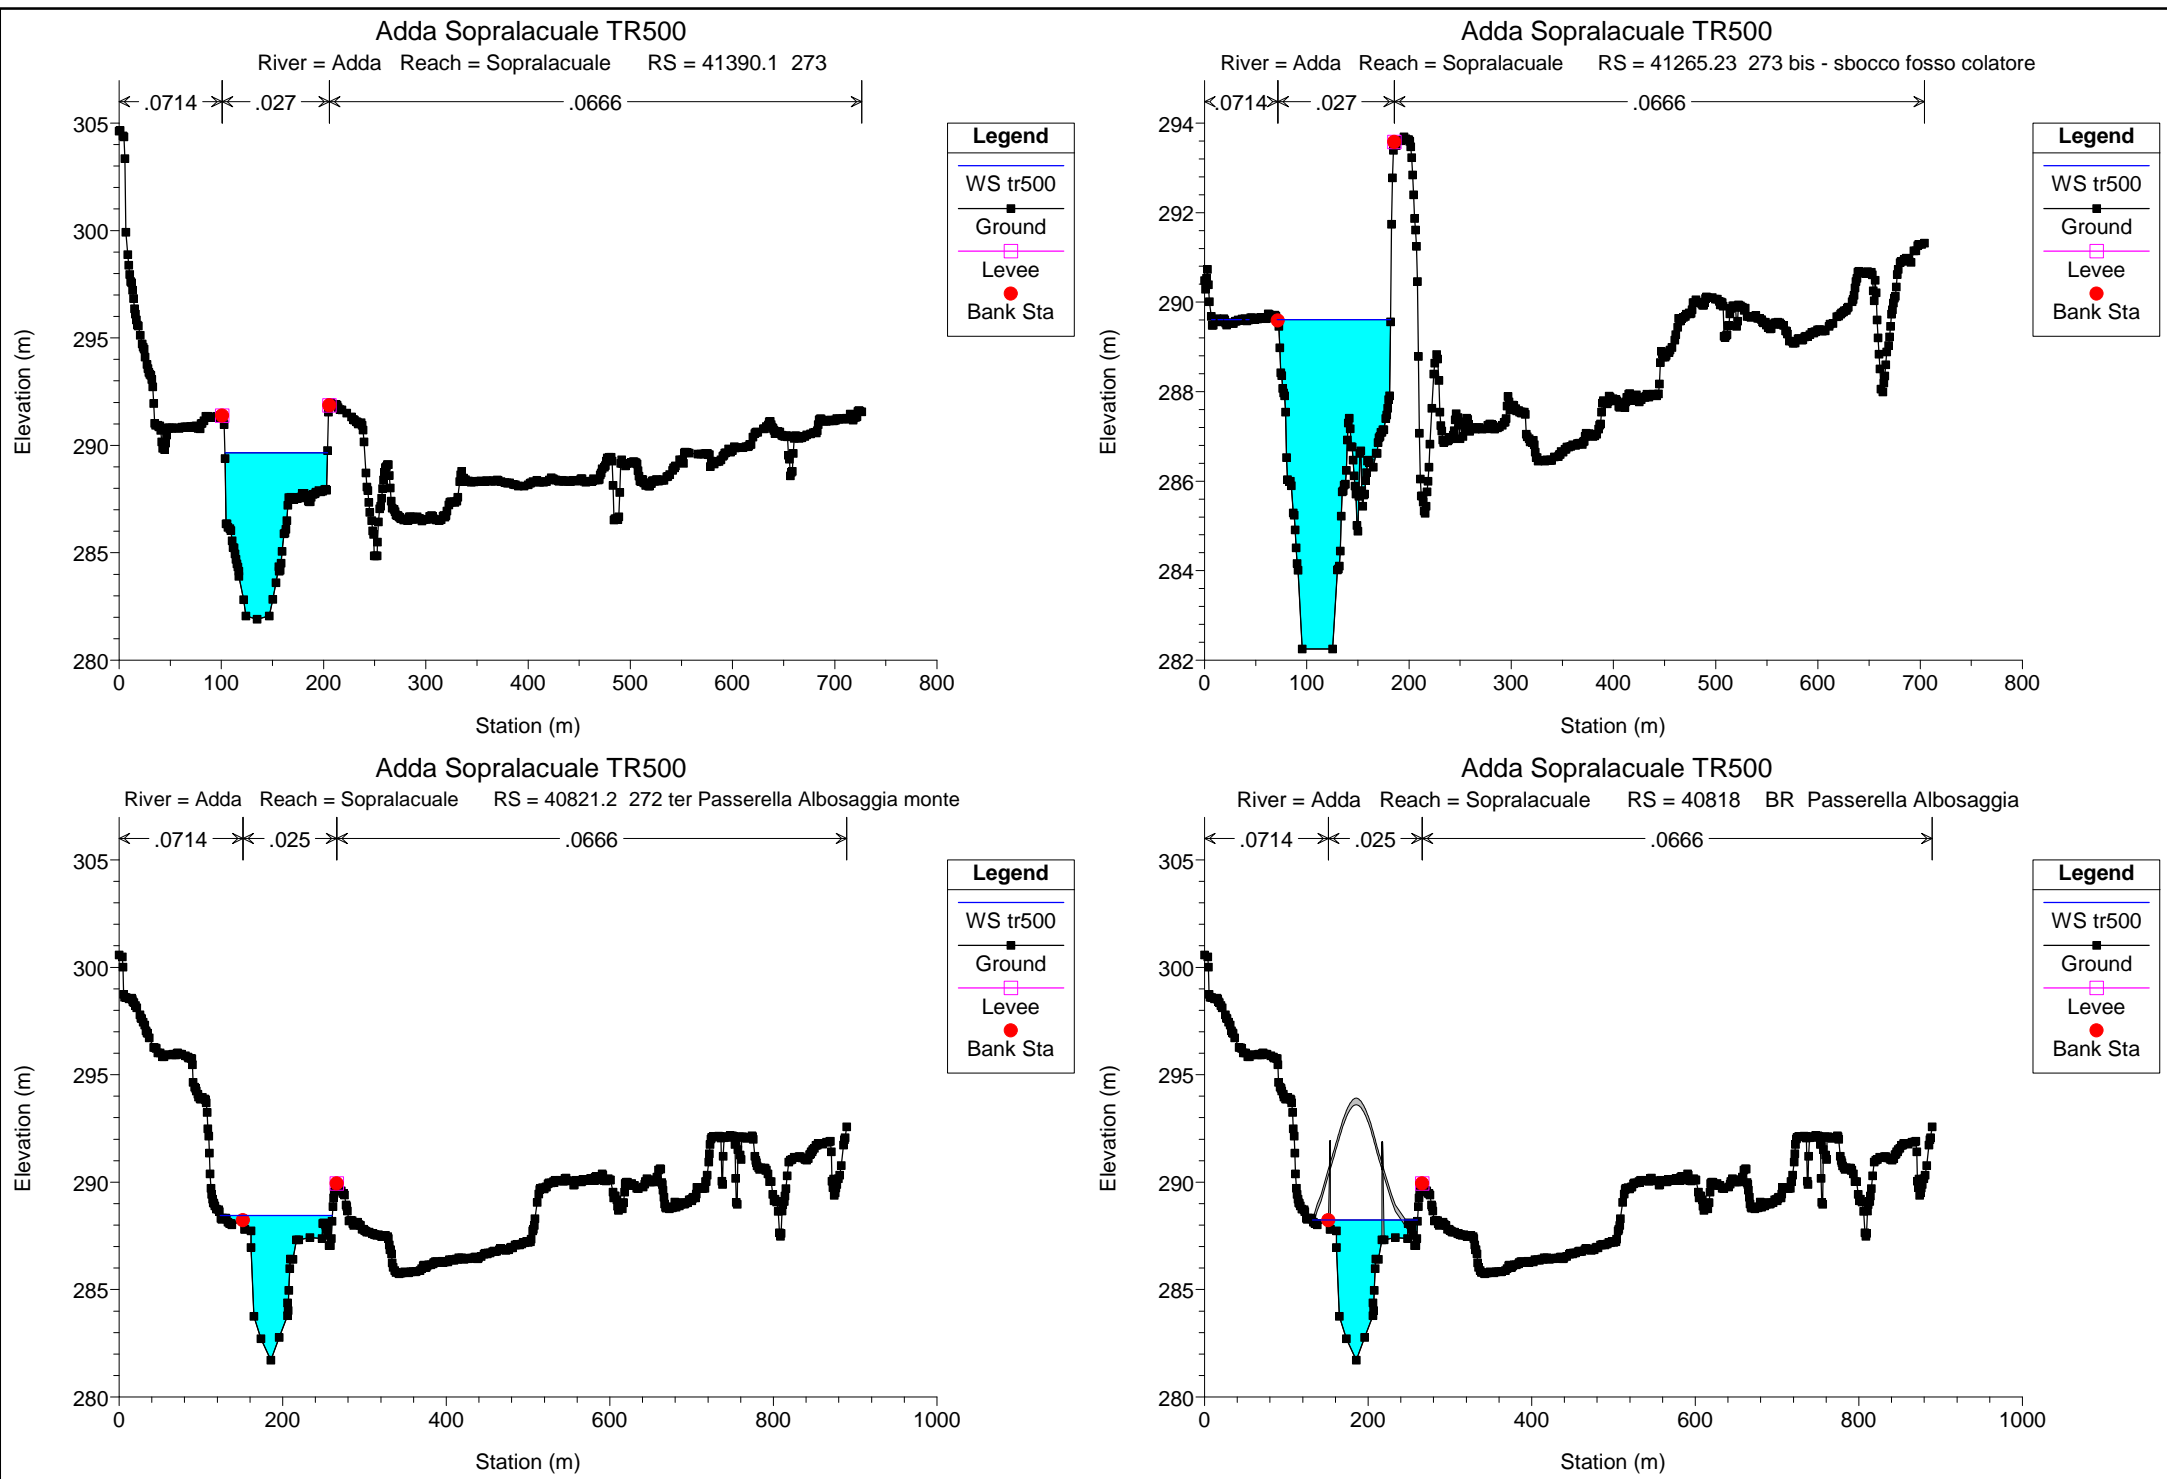 Adda Sopralacuale TR500
River = Adda Reach = Sopralacuale RS = 41390.1 273
.0714 .027 .0666
305
300
295
290
285
280
Elevation (m)
0 100 200 300 400 500 600 700 800
Station (m)
Legend
WS tr500
Ground
Levee
Bank Sta
Adda Sopralacuale TR500
River = Adda Reach = Sopralacuale RS = 41265.23 273 bis - sbocco fosso colatore
.0714 .027 .0666
294
292
290
288
286
284
282
Elevation (m)
0 100 200 300 400 500 600 700 800
Station (m)
Legend
WS tr500
Ground
Levee
Bank Sta
Adda Sopralacuale TR500
River = Adda Reach = Sopralacuale RS = 40821.2 272 ter Passerella Albosaggia monte
.0714 .025 .0666
305
300
295
290
285
280
Elevation (m)
0 200 400 600 800 1000
Station (m)
Legend
WS tr500
Ground
Levee
Bank Sta
Adda Sopralacuale TR500
River = Adda Reach = Sopralacuale RS = 40818 BR Passerella Albosaggia
.0714 .025 .0666
305
300
295
290
285
280
Elevation (m)
0 200 400 600 800 1000
Station (m)
Legend
WS tr500
Ground
Levee
Bank Sta